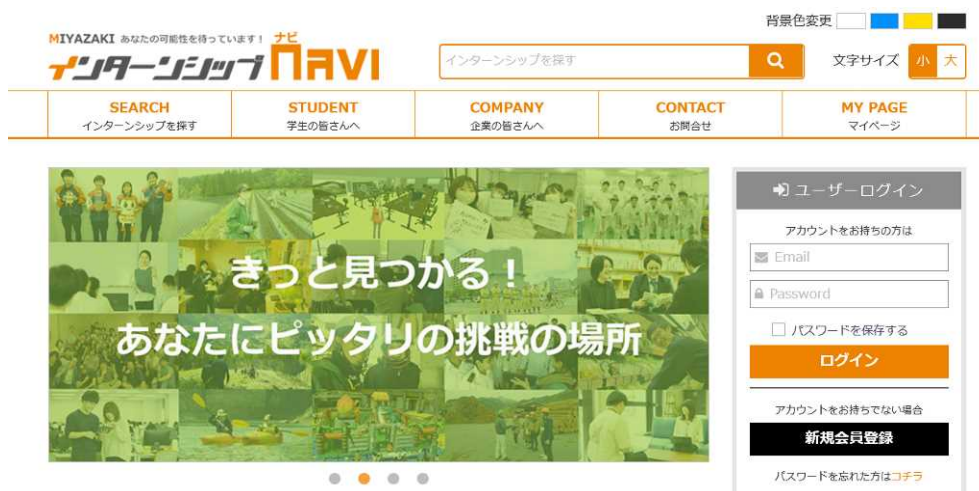 背景色変更
MIYAZAKI あなたの可能性を待っています!
ナビ
インターンシップNAVI
インターンシップを探す
文字サイズ 小 大
SEARCH
インターンシップを探す
STUDENT
学生の皆さんへ
COMPANY
企業の皆さんへ
CONTACT
お問合せ
MY PAGE
マイページ
きっと見つかる!
あなたにピッタリの挑戦の場所
ユーザーログイン
アカウントをお持ちの方は
Email
Password
パスワードを保存する
ログイン
アカウントをお持ちでない場合
新規会員登録
パスワードを忘れた方はコチラ